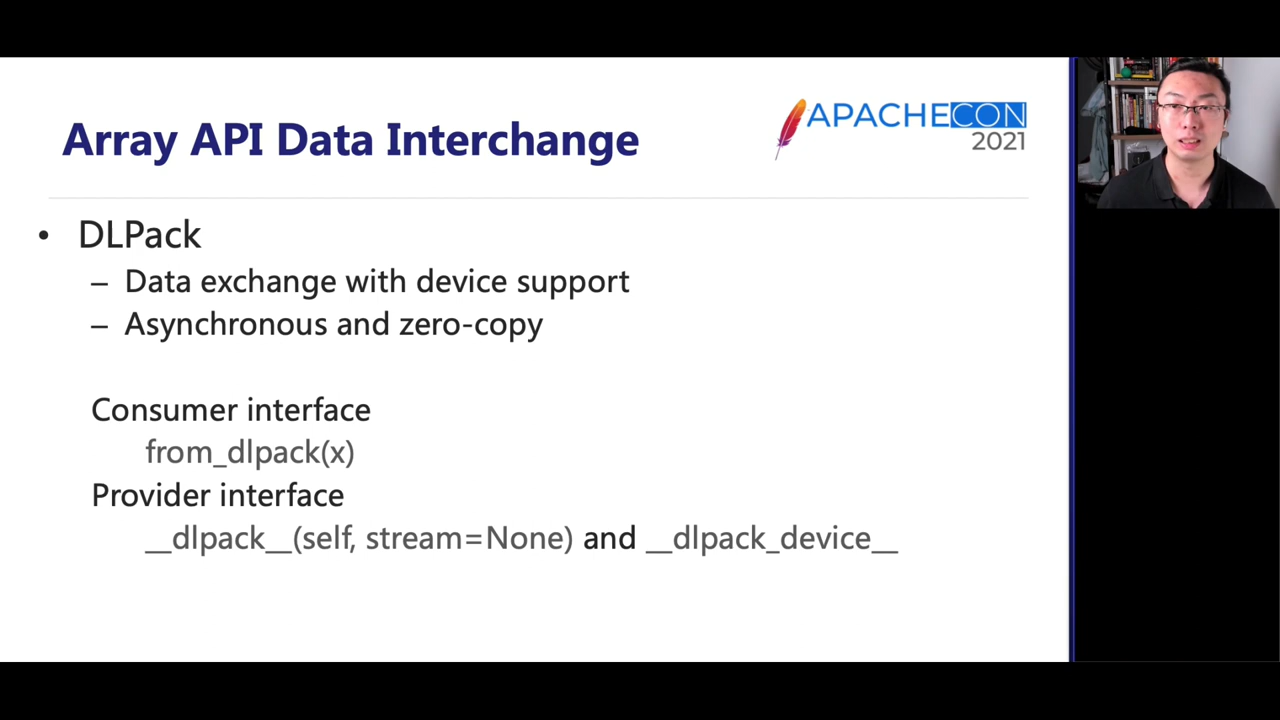 Array API Data Interchange
APACHECON
2021
• DLPack
– Data exchange with device support
– Asynchronous and zero-copy
Consumer interface
from_dlpack(x)
Provider interface
__dlpack__(self, stream=None) and __dlpack_device__